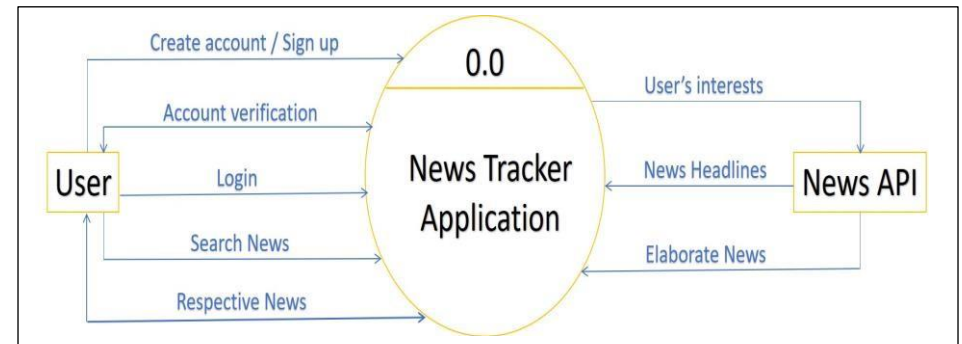 Create account / Sign up
Account verification
User
Login
Search News
Respective News
0.0
News Tracker
Application
User's interests
News Headlines
News API
Elaborate News